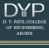 DYP
D. Y. PATIL COLLEGE
OF ENGINEERING,
AKURDI